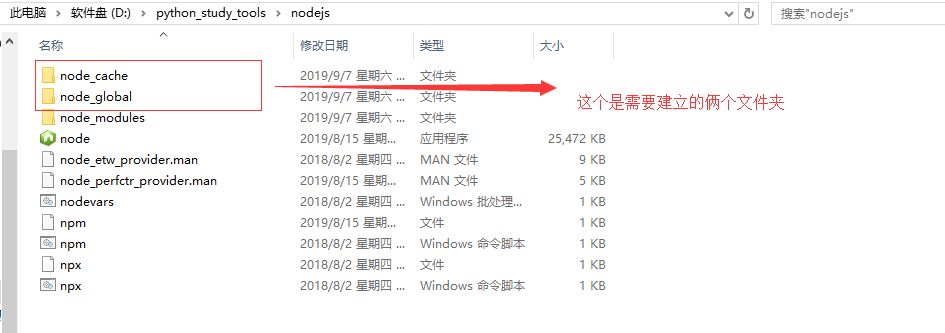 此电脑 › 软件盘 (D:) › python_study_tools › nodejs
搜索"nodejs"
名称 修改日期 类型 大小
node_cache 2019/9/7 星期六 ... 文件夹
node_global 2019/9/7 星期六 ... 文件夹
这个是需要建立的俩个文件夹
node_modules 2019/9/7 星期六 ... 文件夹
node 2019/8/15 星期... 应用程序 25,472 KB
node_etw_provider.man 2018/8/2 星期四 ... MAN 文件 9 KB
node_perfctr_provider.man 2019/8/15 星期... MAN 文件 5 KB
nodevars 2018/8/2 星期四 ... Windows 批处理... 1 KB
npm 2019/8/15 星期... 文件 1 KB
npm 2018/8/2 星期四 ... Windows 命令脚本 1 KB
npx 2018/8/2 星期四 ... 文件 1 KB
npx 2018/8/2 星期四 ... Windows 命令脚本 1 KB